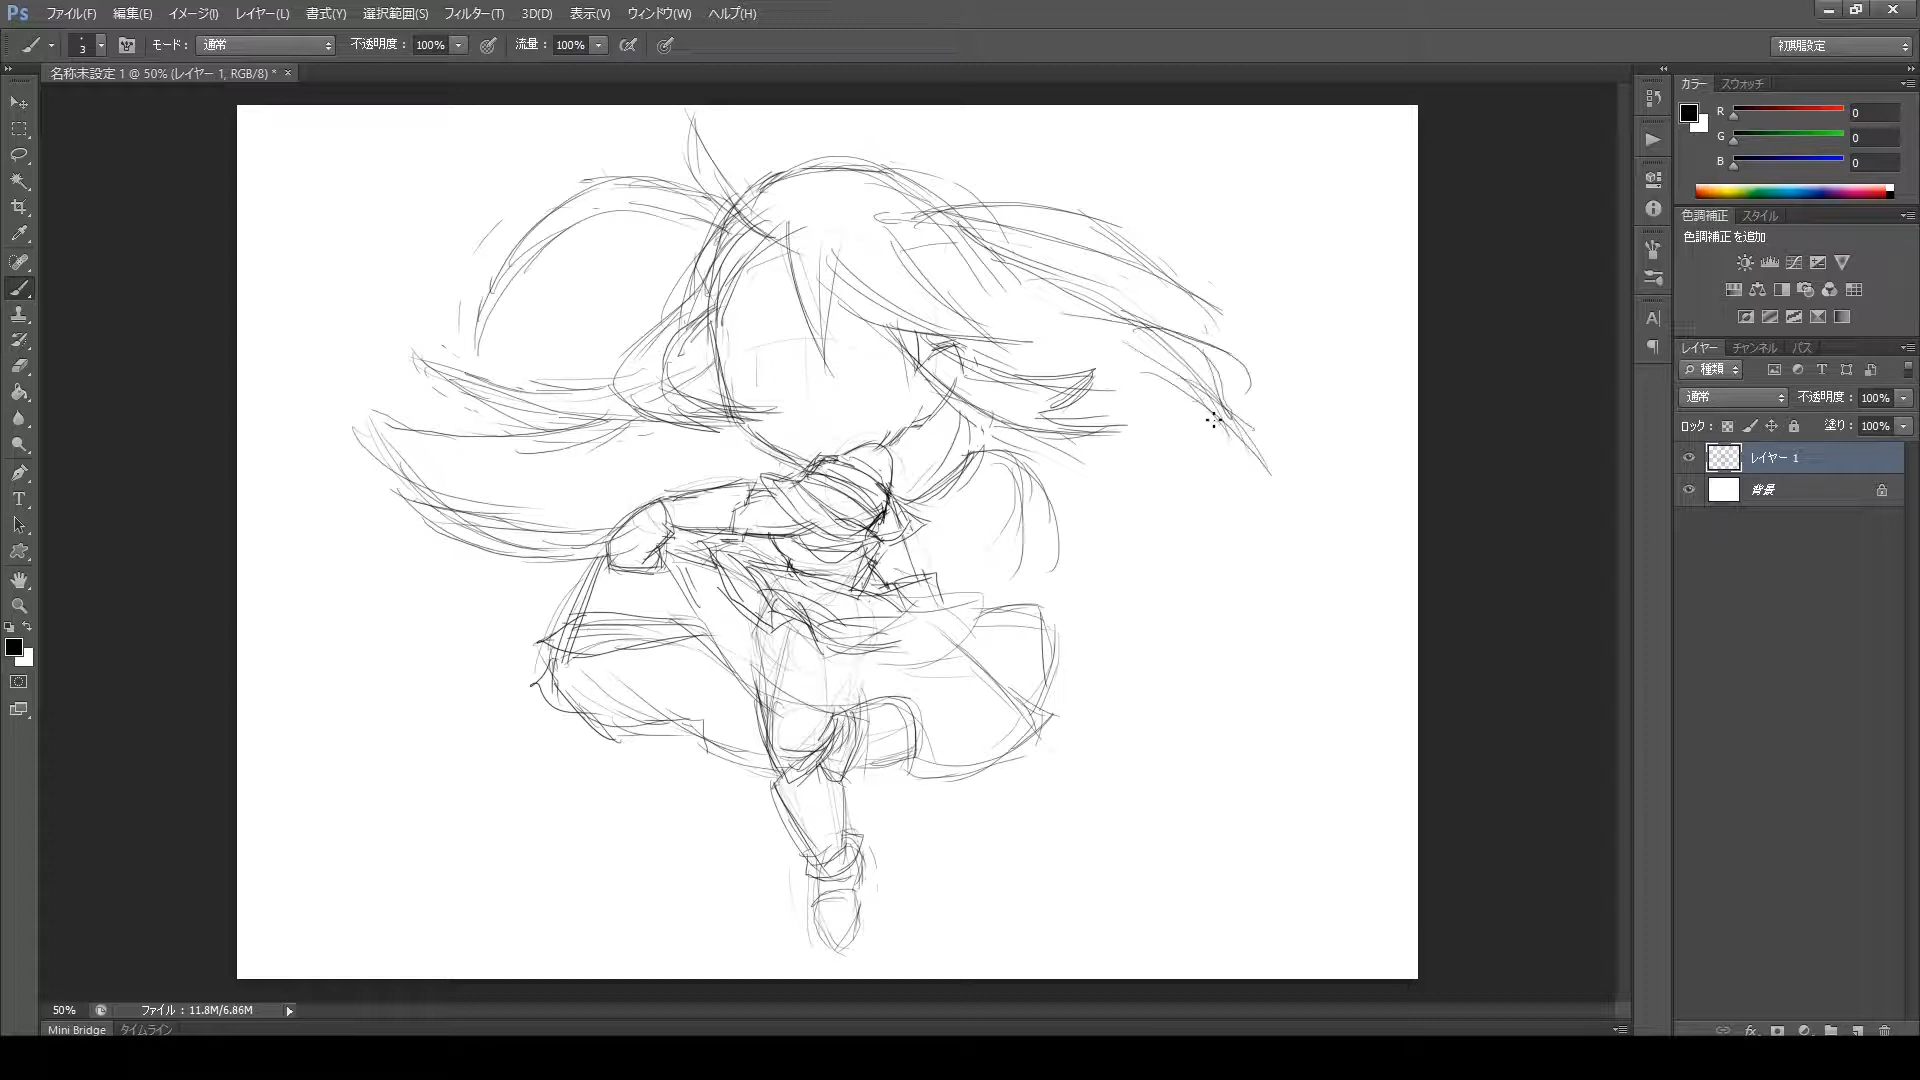 Ps ファイル(F) 編集(E) イメージ(I) レイヤー(L) 書式(Y) 選択範囲(S) フィルター(T) 3D(D) 表示(V) ウィンドウ(W) ヘルプ(H)
3 モード： 通常 不透明度： 100% 流量： 100% 初期設定
名称未設定 1 @ 50% (レイヤー 1, RGB/8) * ×
カラー スウォッチ
R 0
G 0
B 0
色調補正 スタイル
色調補正を追加
レイヤー チャンネル パス
種類
通常 不透明度： 100%
ロック： 塗り： 100%
レイヤー 1
背景
50% ファイル：11.8M/6.86M
Mini Bridge タイムライン